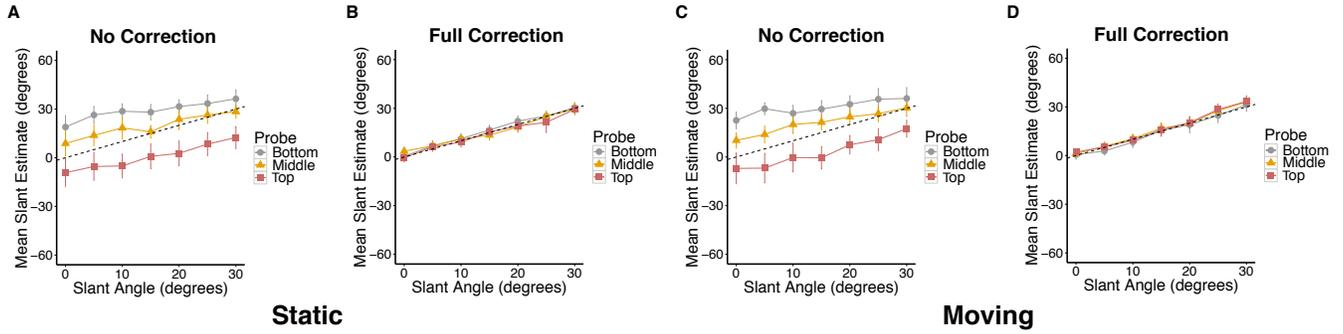 A
No Correction
Mean Slant Estimate (degrees)
60
30
0
−30
−60
0 10 20 30
Slant Angle (degrees)
Probe
Bottom
Middle
Top
B
Full Correction
Mean Slant Estimate (degrees)
60
30
0
−30
−60
0 10 20 30
Slant Angle (degrees)
Probe
Bottom
Middle
Top
Static
C
No Correction
Mean Slant Estimate (degrees)
60
30
0
−30
−60
0 10 20 30
Slant Angle (degrees)
Probe
Bottom
Middle
Top
D
Full Correction
Mean Slant Estimate (degrees)
60
30
0
−30
−60
0 10 20 30
Slant Angle (degrees)
Probe
Bottom
Middle
Top
Moving